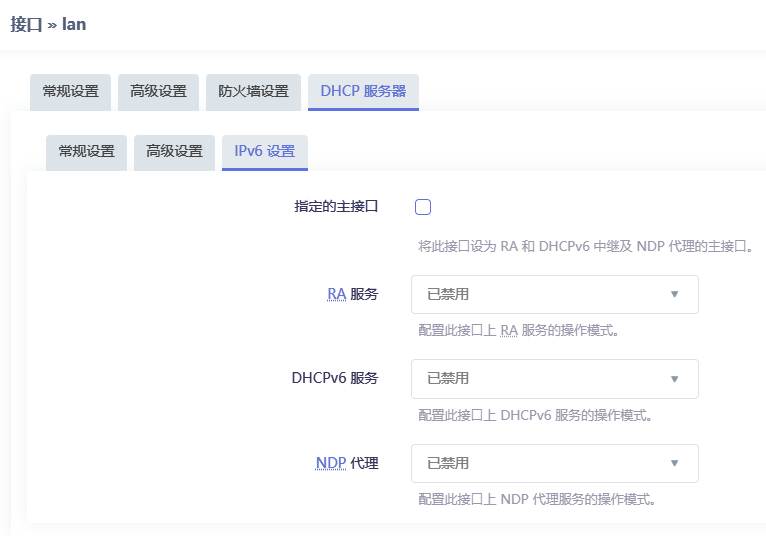 接口 » lan
常规设置 高级设置 防火墙设置 DHCP 服务器
常规设置 高级设置 IPv6 设置
指定的主接口
将此接口设为 RA 和 DHCPv6 中继及 NDP 代理的主接口。
RA 服务 已禁用
配置此接口上 RA 服务的操作模式。
DHCPv6 服务 已禁用
配置此接口上 DHCPv6 服务的操作模式。
NDP 代理 已禁用
配置此接口上 NDP 代理服务的操作模式。